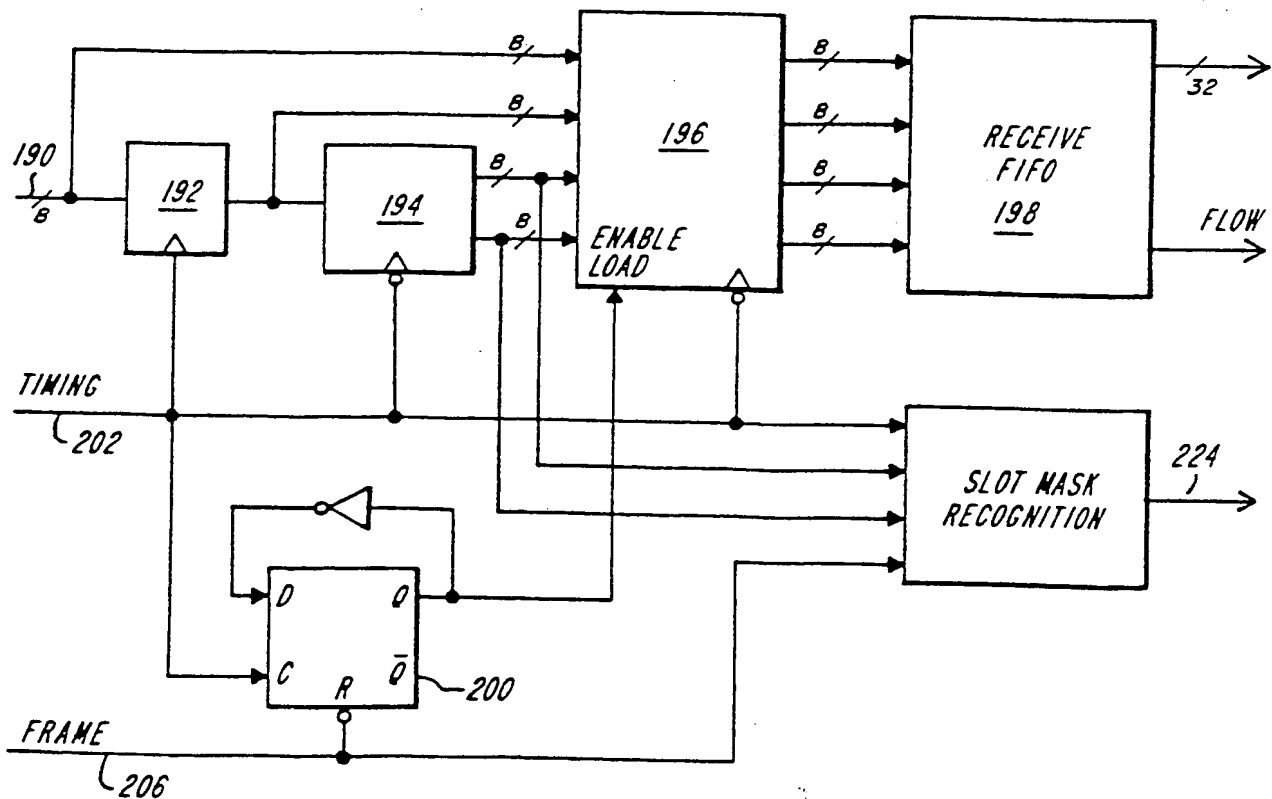 8
8
8
8
8
8
8
8
190
8
192
194
196
ENABLE
LOAD
RECEIVE
FIFO
198
32
FLOW
TIMING
202
SLOT MASK
RECOGNITION
224
D
Q
C
R
Q̅
200
FRAME
206